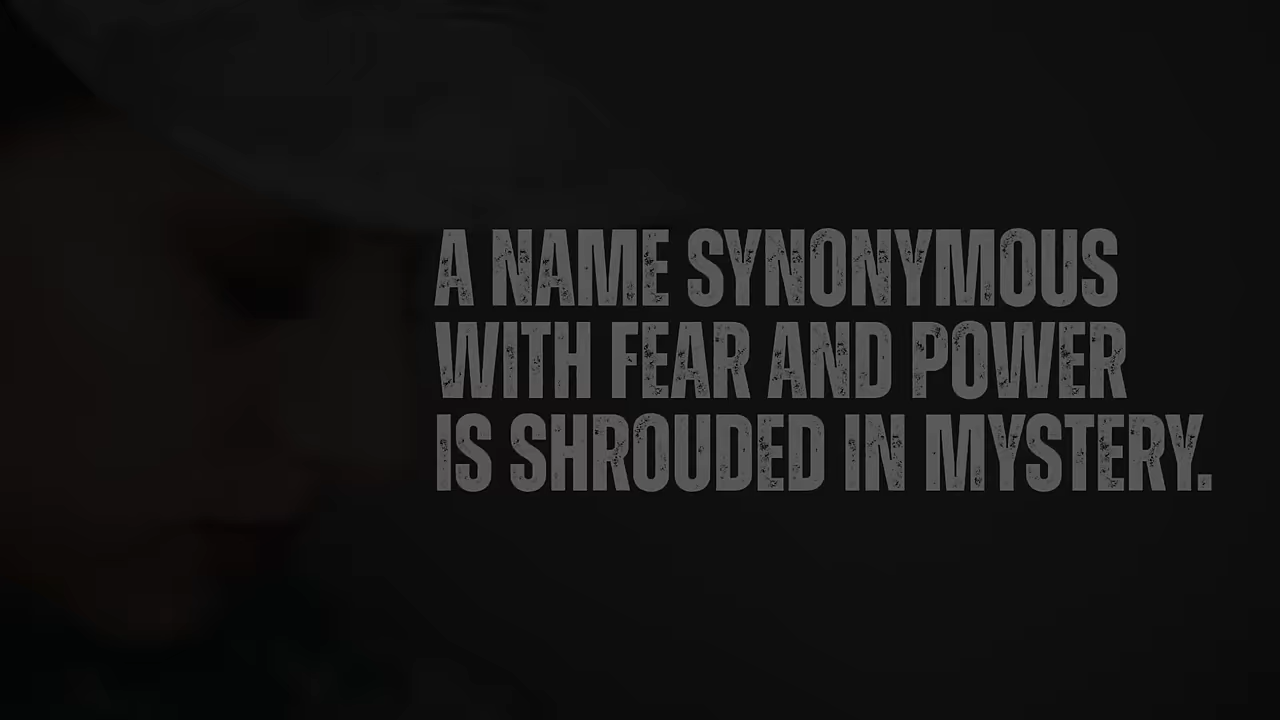 A NAME SYNONYMOUS
WITH FEAR AND POWER
IS SHROUDED IN MYSTERY.